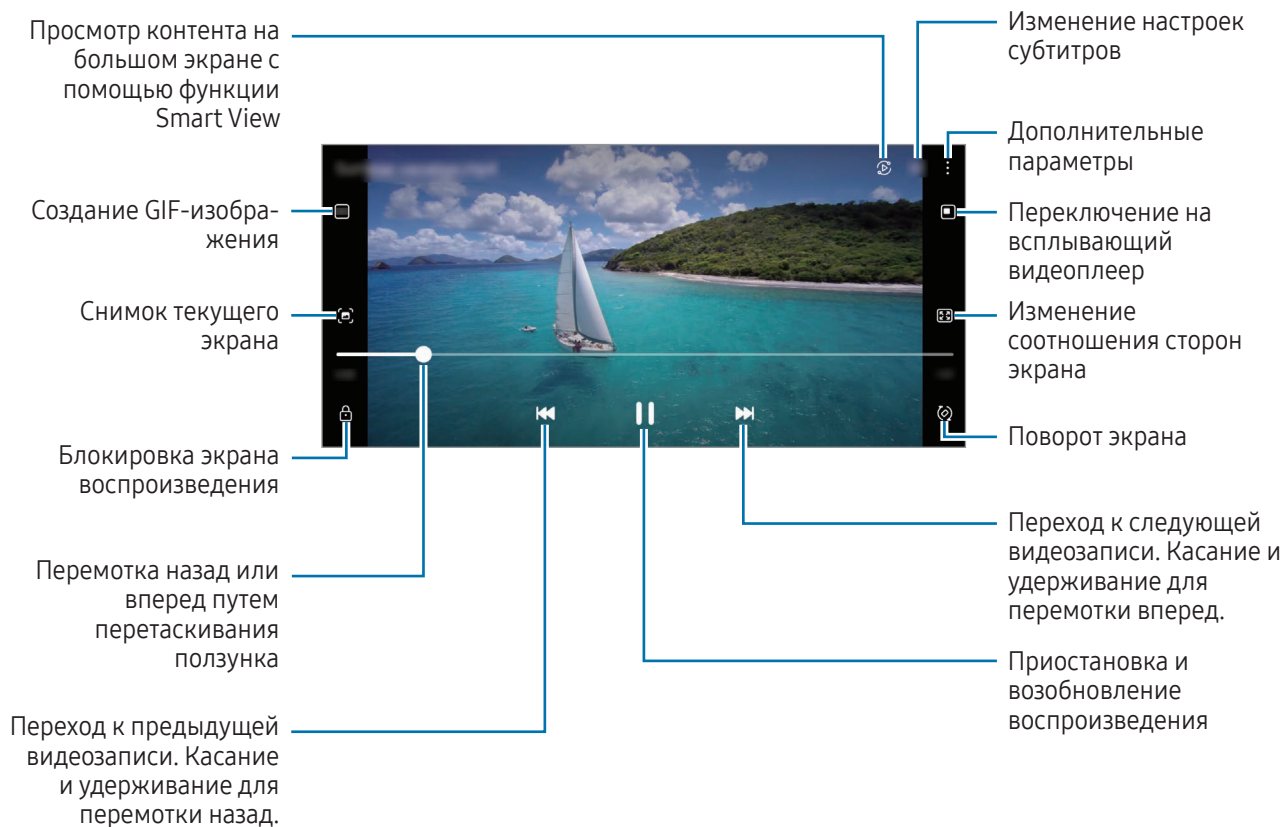 Просмотр контента на
большом экране с
помощью функции
Smart View
Создание GIF-изобра-
жения
Снимок текущего
экрана
Блокировка экрана
воспроизведения
Перемотка назад или
вперед путем
перетаскивания
ползунка
Переход к предыдущей
видеозаписи. Касание
и удерживание для
перемотки назад.
Изменение настроек
субтитров
Дополнительные
параметры
Переключение на
всплывающий
видеоплеер
Изменение
соотношения сторон
экрана
Поворот экрана
Переход к следующей
видеозаписи. Касание и
удерживание для
перемотки вперед.
Приостановка и
возобновление
воспроизведения